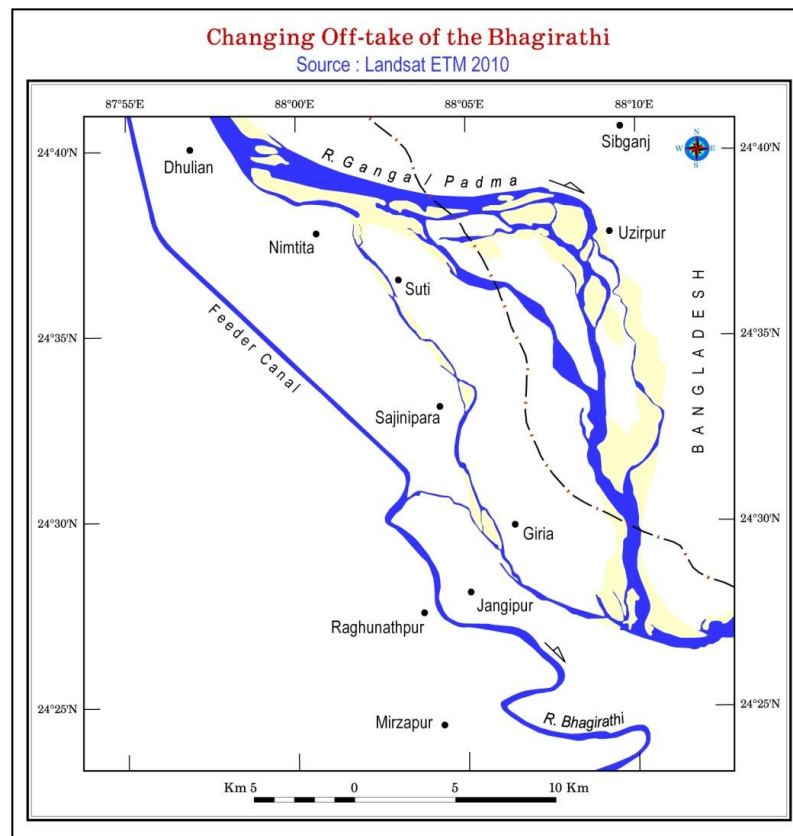 Changing Off-take of the Bhagirathi
Source : Landsat ETM 2010
87°55'E 88°00'E 88°05'E 88°10'E
Sibganj
N
W E
S
24°40'N 24°40'N
Dhulian
R. Ganga / Padma
Uzirpur
Nimtita
Suti
BANGLADESH
24°35'N 24°35'N
Feeder Canal
Sajinipara
24°30'N 24°30'N
Giria
Jangipur
Raghunathpur
24°25'N 24°25'N
Mirzapur
R. Bhagirathi
Km 5 0 5 10 Km